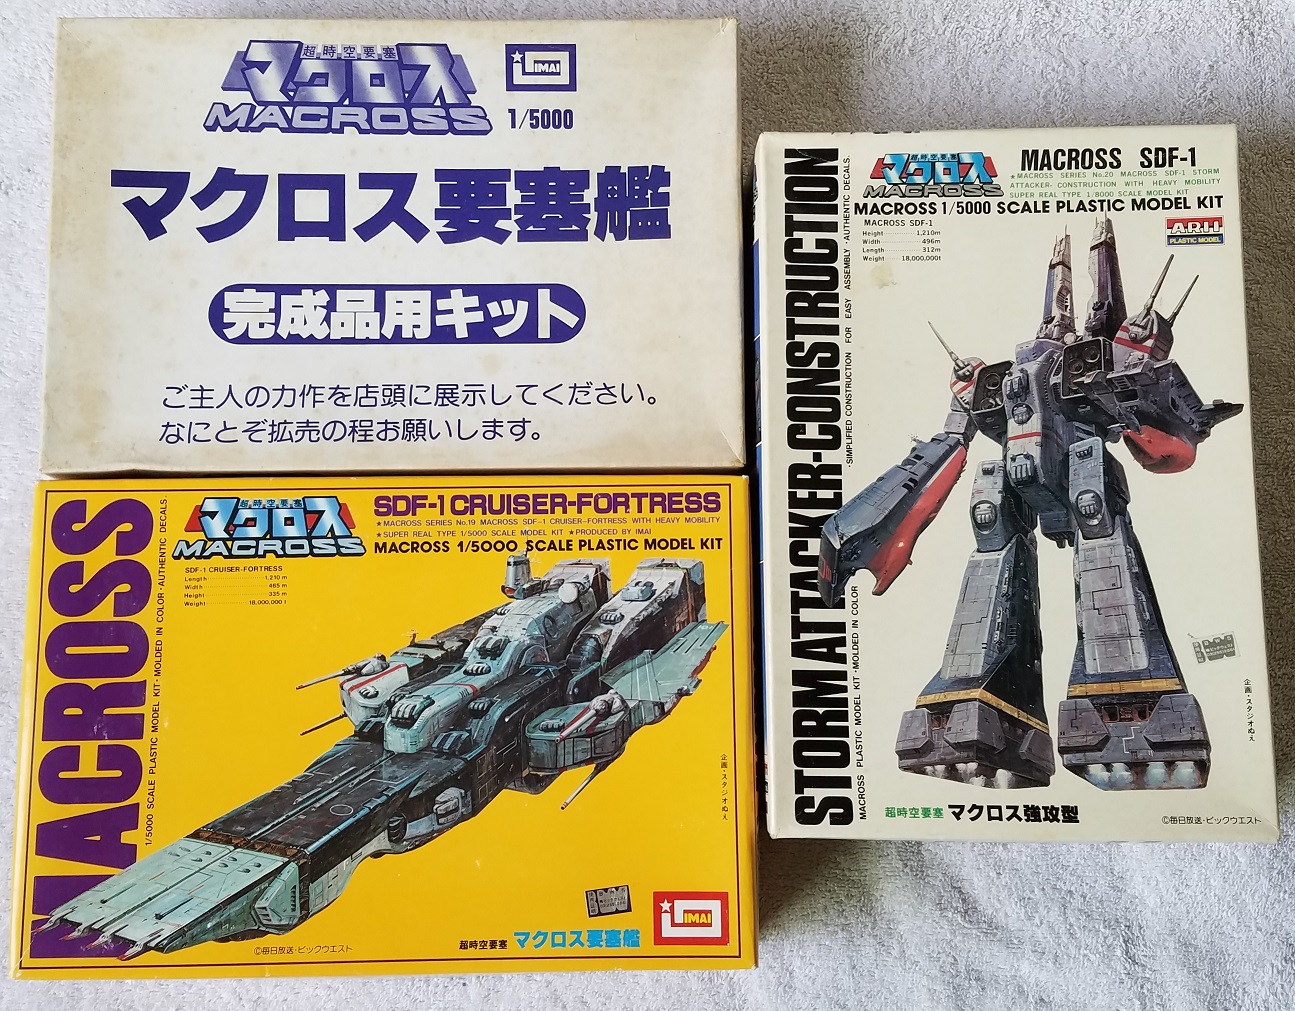 超時空要塞
マクロス
MACROSS
IMAI
1/5000
マクロス要塞艦
完成品用キット
ご主人の力作を店頭に展示してください。
なにとぞ拡売の程お願いします。
MACROSS
1/5000 SCALE PLASTIC MODEL KIT・MOLDED IN COLOR・AUTHENTIC DECALS
超時空要塞
マクロス
MACROSS
SDF-1 CRUISER-FORTRESS
★MACROSS SERIES No.19 MACROSS SDF-1 CRUISER-FORTRESS WITH HEAVY MOBILITY
★SUPER REAL TYPE 1/5000 SCALE MODEL KIT ★PRODUCED BY IMAI
MACROSS 1/5000 SCALE PLASTIC MODEL KIT
SDF-1 CRUISER-FORTRESS
Length 1,210 m
Width 465 m
Height 335 m
Weight 18,000,000 t
企画・スタジオぬえ
©毎日放送・ビックウエスト
超時空要塞 マクロス要塞艦
IMAI
STORM ATTACKER-CONSTRUCTION
MACROSS PLASTIC MODEL KIT・MOLDED IN COLOR
・SIMPLIFIED CONSTRUCTION FOR EASY ASSEMBLY・AUTHENTIC DECALS.
超時空要塞
マクロス
MACROSS
MACROSS SDF-1
★MACROSS SERIES No.20 MACROSS SDF-1 STORM
ATTACKER-CONSTRUCTION WITH HEAVY MOBILITY
SUPER REAL TYPE 1/8000 SCALE MODEL KIT
MACROSS 1/5000 SCALE PLASTIC MODEL KIT
ARII
PLASTIC MODEL
MACROSS SDF-1
Height 1,210m
Width 496m
Length 312m
Weight 18,000,000t
企画・スタジオぬえ
超時空要塞 マクロス強攻型
©毎日放送・ビックウエスト